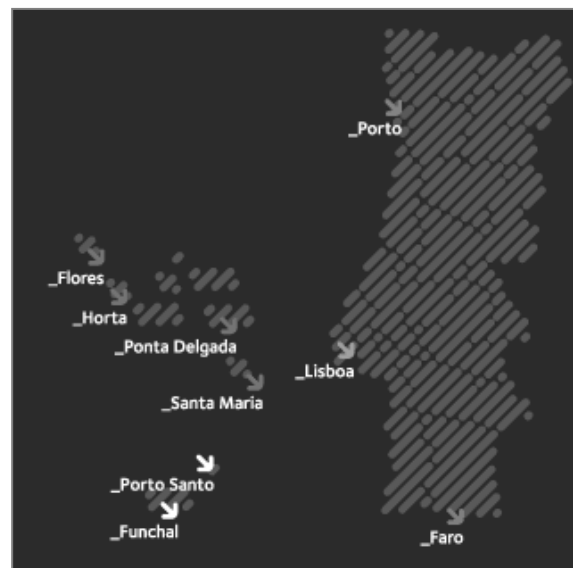 _Porto
_Flores
_Horta
_Ponta Delgada
_Lisboa
_Santa Maria
_Porto Santo
_Funchal
_Faro